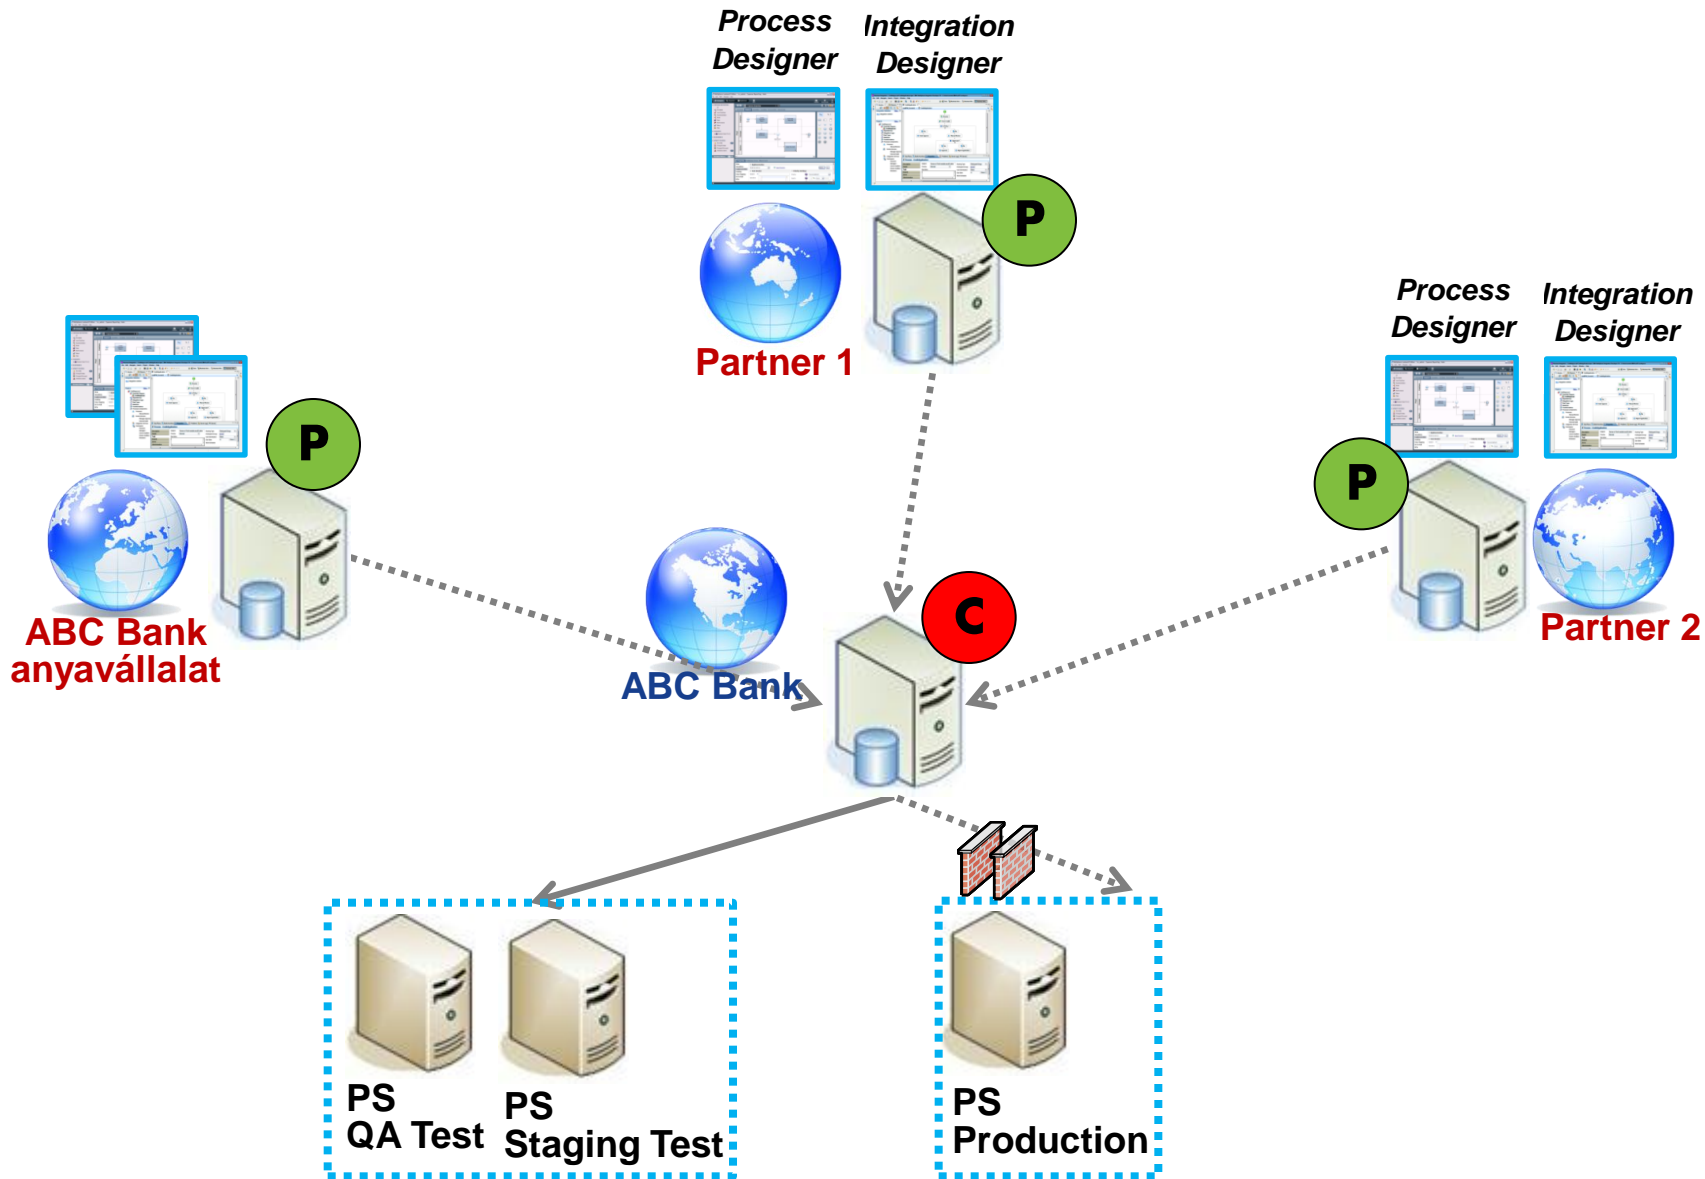 Process
Designer
Integration
Designer
P
Partner 1
Process
Designer
Integration
Designer
P
P
Partner 2
ABC Bank
anyavállalat
C
ABC Bank
PS
QA Test
PS
Staging Test
PS
Production